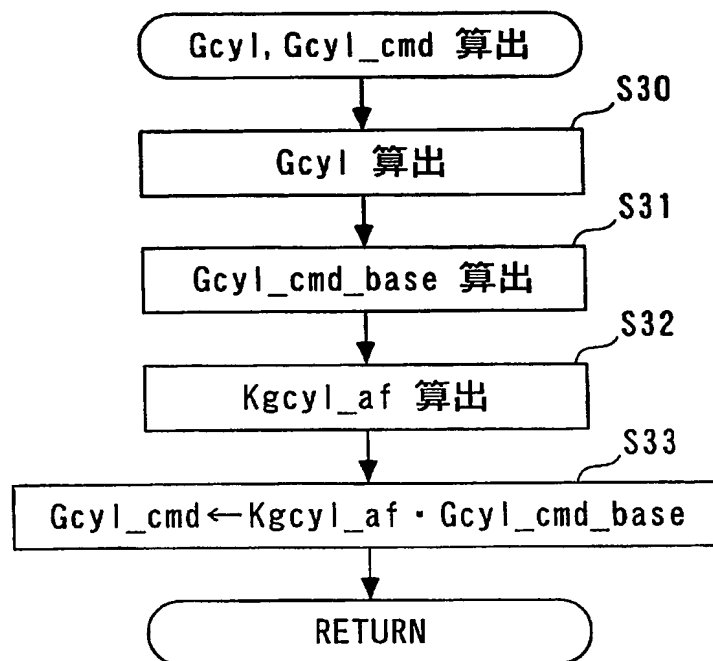 Gcyl, Gcyl_cmd 算出
S30
Gcyl 算出
S31
Gcyl_cmd_base 算出
S32
Kgcyl_af 算出
S33
Gcyl_cmd←Kgcyl_af・Gcyl_cmd_base
RETURN